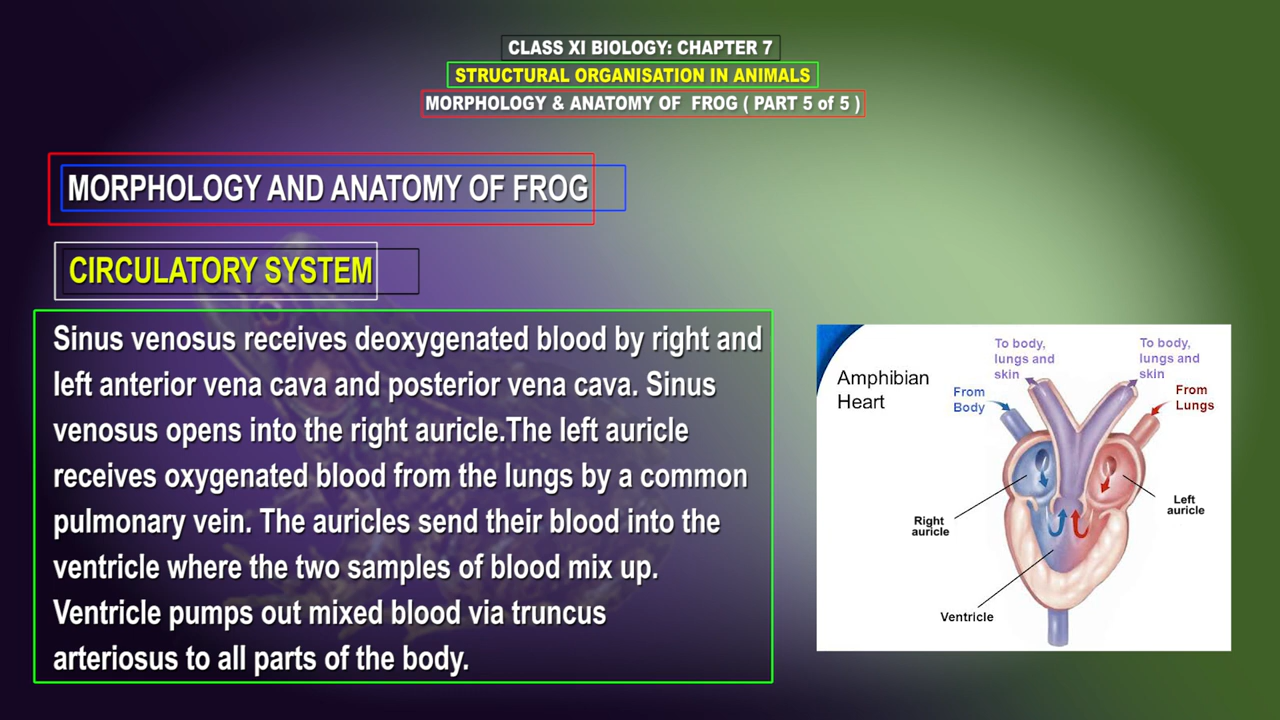 CLASS XI BIOLOGY: CHAPTER 7
STRUCTURAL ORGANISATION IN ANIMALS
MORPHOLOGY & ANATOMY OF FROG ( PART 5 of 5 )
MORPHOLOGY AND ANATOMY OF FROG
CIRCULATORY SYSTEM
Sinus venosus receives deoxygenated blood by right and
left anterior vena cava and posterior vena cava. Sinus
venosus opens into the right auricle.The left auricle
receives oxygenated blood from the lungs by a common
pulmonary vein. The auricles send their blood into the
ventricle where the two samples of blood mix up.
Ventricle pumps out mixed blood via truncus
arteriosus to all parts of the body.
Amphibian
Heart
To body,
lungs and
skin
To body,
lungs and
skin
From
Body
From
Lungs
Right
auricle
Left
auricle
Ventricle